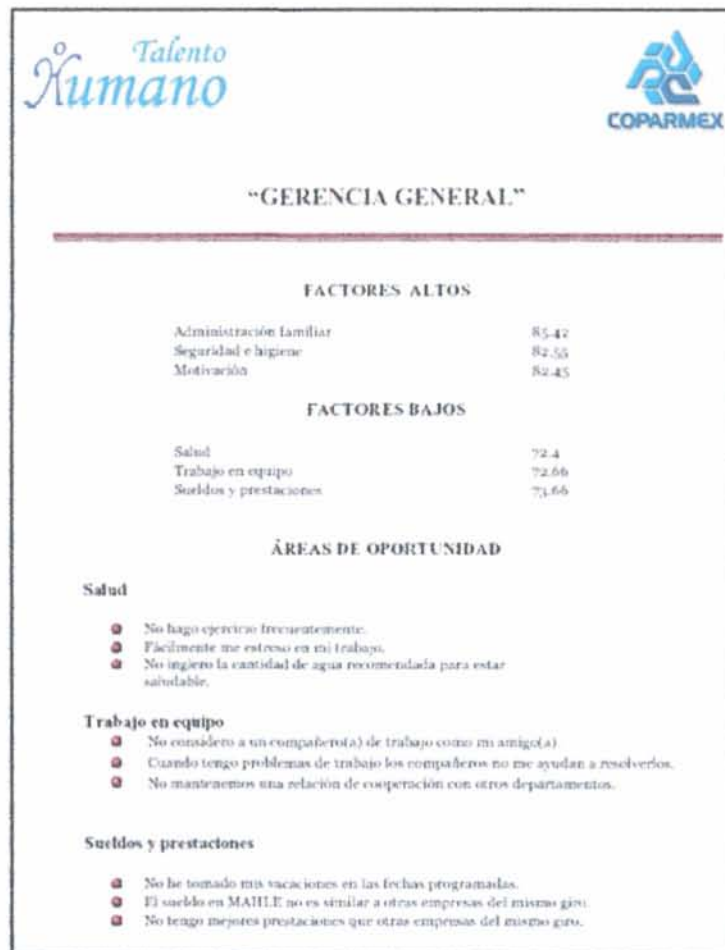 Talento
Humano
COPARMEX
“GERENCIA GENERAL”
FACTORES ALTOS
Administración familiar 85.42
Seguridad e higiene 82.55
Motivación 82.45
FACTORES BAJOS
Salud 72.4
Trabajo en equipo 72.66
Sueldos y prestaciones 73.66
ÁREAS DE OPORTUNIDAD
Salud
No hago ejercicio frecuentemente.
Fácilmente me estreso en mi trabajo.
No ingiero la cantidad de agua recomendada para estar
saludable.
Trabajo en equipo
No considero a un compañero(a) de trabajo como mi amigo(a)
Cuando tengo problemas de trabajo los compañeros no me ayudan a resolverlos.
No mantenemos una relación de cooperación con otros departamentos.
Sueldos y prestaciones
No he tomado mis vacaciones en las fechas programadas.
El sueldo en MAHLE no es similar a otras empresas del mismo giro.
No tengo mejores prestaciones que otras empresas del mismo giro.